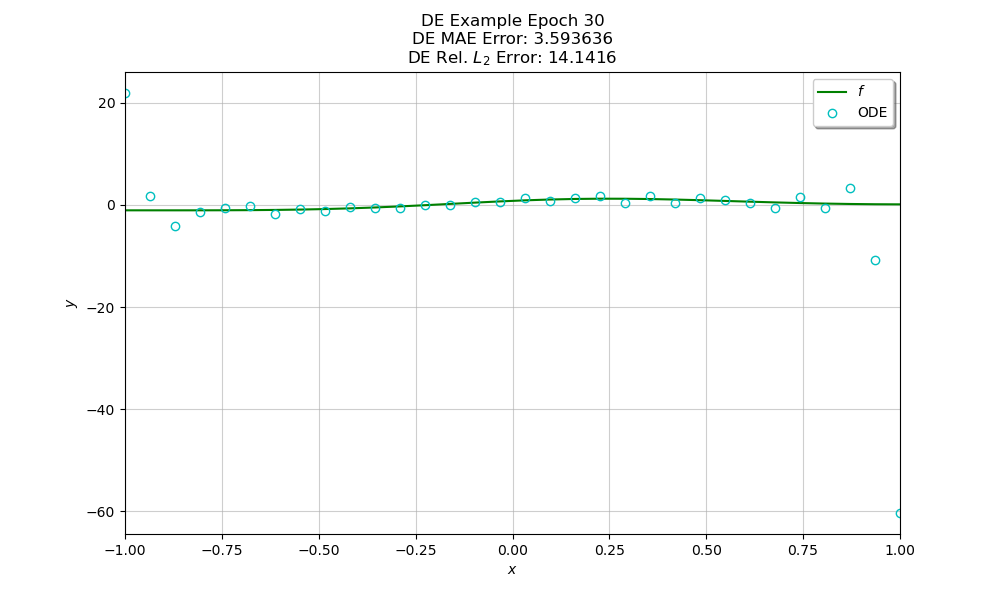 DE Example Epoch 30
DE MAE Error: 3.593636
DE Rel. $L_2$ Error: 14.1416
f
ODE
20
0
−20
−40
−60
y
−1.00 −0.75 −0.50 −0.25 0.00 0.25 0.50 0.75 1.00
x